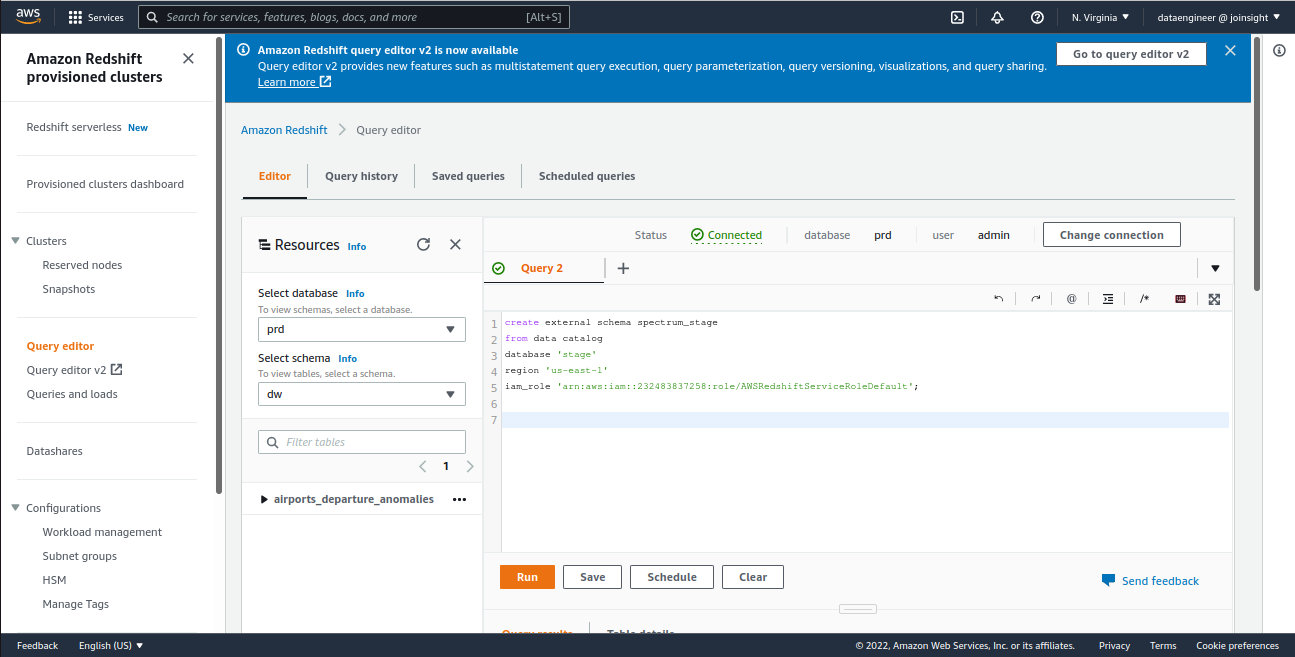 aws
Services
Search for services, features, blogs, docs, and more
[Alt+S]
N. Virginia
dataengineer @ joinsight
Amazon Redshift
provisioned clusters
Redshift serverless New
Provisioned clusters dashboard
Clusters
Reserved nodes
Snapshots
Query editor
Query editor v2
Queries and loads
Datashares
Configurations
Workload management
Subnet groups
HSM
Manage Tags
Amazon Redshift query editor v2 is now available
Query editor v2 provides new features such as multistatement query execution, query parameterization, query versioning, visualizations, and query sharing.
Learn more
Go to query editor v2
Amazon Redshift
Query editor
Editor
Query history
Saved queries
Scheduled queries
Resources Info
Select database Info
To view schemas, select a database.
prd
Select schema Info
To view tables, select a schema.
dw
Filter tables
1
airports_departure_anomalies
Status
Connected
database
prd
user
admin
Change connection
Query 2
@
/*
1 create external schema spectrum_stage
2 from data catalog
3 database 'stage'
4 region 'us-east-1'
5 iam_role 'arn:aws:iam::232483837258:role/AWSRedshiftServiceRoleDefault';
6
7
Run
Save
Schedule
Clear
Send feedback
Query results
Table details
Feedback
English (US)
© 2022, Amazon Web Services, Inc. or its affiliates.
Privacy
Terms
Cookie preferences